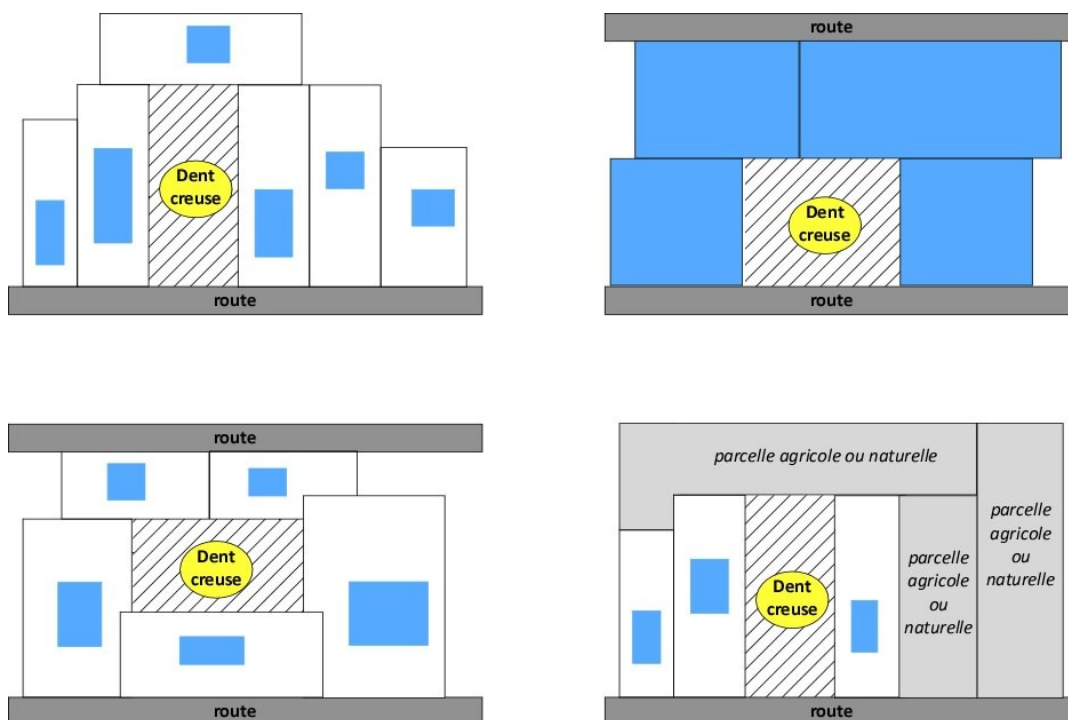 Dent
creuse
route
route
Dent
creuse
route
route
Dent
creuse
route
parcelle agricole ou naturelle
parcelle
agricole
ou
naturelle
parcelle
agricole
ou
naturelle
Dent
creuse
route